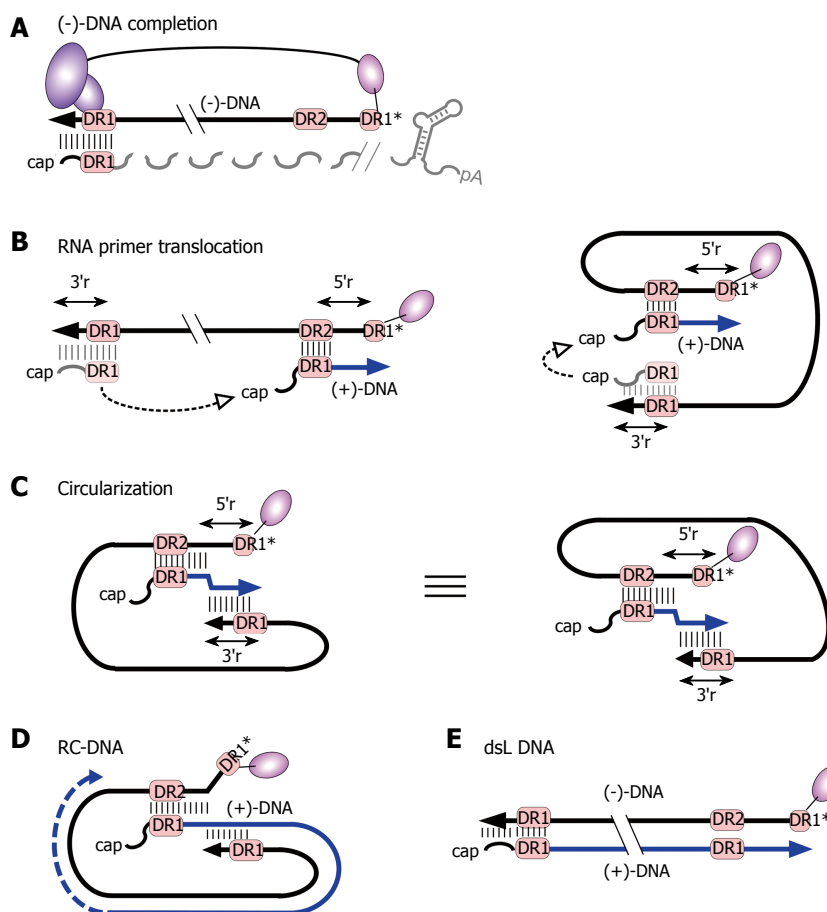 A (-)-DNA completion
(-)-DNA
DR1 DR2 DR1*
cap DR1
pA
B RNA primer translocation
3'r 5'r
DR1 DR2 DR1*
cap DR1 cap DR1
(+)-DNA
5'r
DR2 DR1*
cap DR1
(+)-DNA
cap DR1
DR1
3'r
C Circularization
5'r
DR2 DR1*
cap DR1
DR1
3'r
5'r
DR2 DR1*
cap DR1
DR1
3'r
D RC-DNA
DR1*
DR2
(+)-DNA
cap DR1
DR1
E dsL DNA
(-)-DNA
DR1 DR2 DR1*
cap DR1 DR1
(+)-DNA